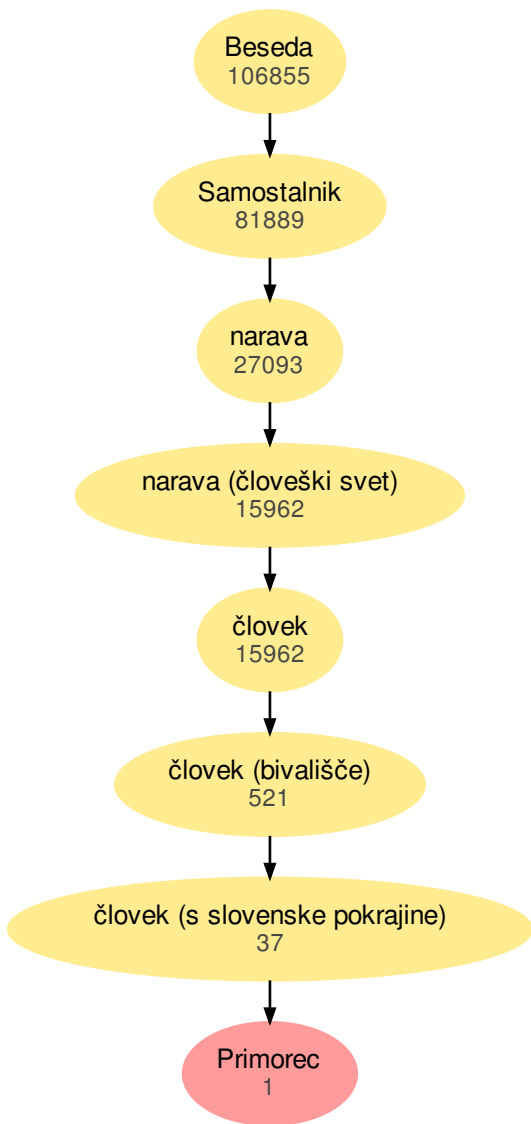 Beseda
106855
Samostalnik
81889
narava
27093
narava (človeški svet)
15962
človek
15962
človek (bivališče)
521
človek (s slovenske pokrajine)
37
Primorec
1